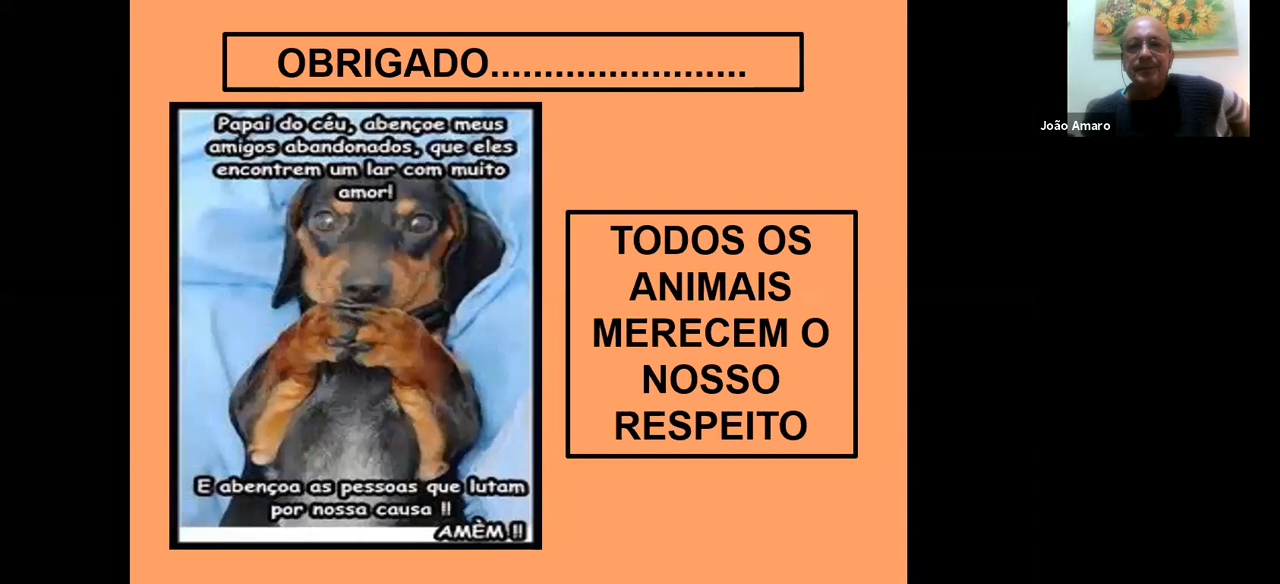 OBRIGADO........................
Papai do céu, abençoe meus
amigos abandonados, que eles
encontrem um lar com muito
amor!
E abençoa as pessoas que lutam
por nossa causa !!
AMÈM !!
TODOS OS
ANIMAIS
MERECEM O
NOSSO
RESPEITO
João Amaro